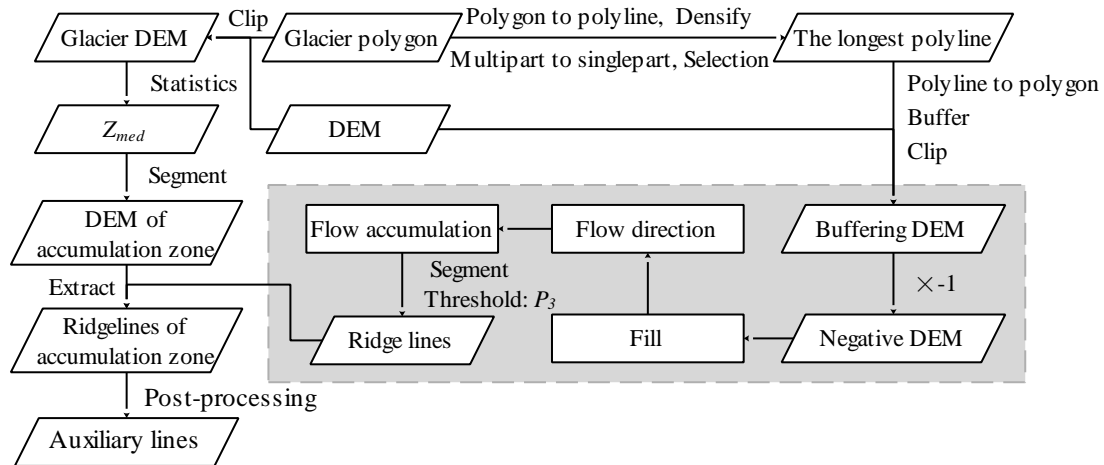 Clip
Polygon to polyline, Densify
Glacier DEM
Glacier polygon
The longest polyline
Multipart to singlepart, Selection
Statistics
Polyline to polygon
Buffer
Clip
Z_med
DEM
Segment
DEM of
accumulation zone
Flow accumulation
Flow direction
Buffering DEM
Segment
Threshold: P_3
×-1
Extract
Ridgelines of
accumulation zone
Ridge lines
Fill
Negative DEM
Post-processing
Auxiliary lines